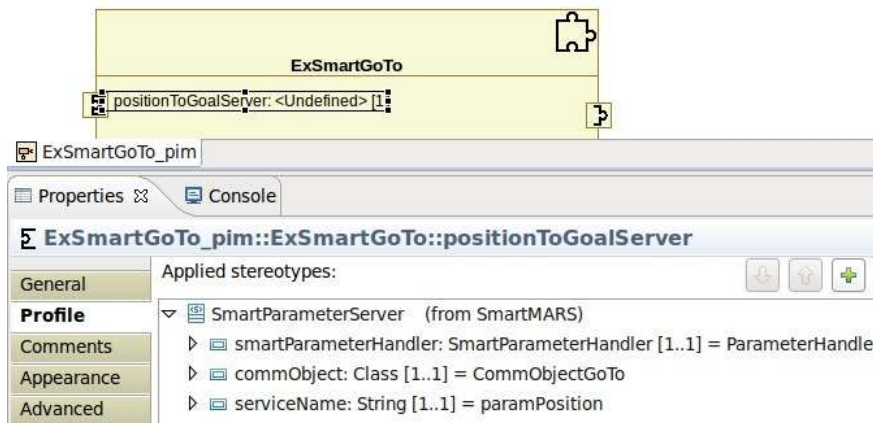 ExSmartGoTo
positionToGoalServer: <Undefined> [1
ExSmartGoTo_pim
Properties Console
ExSmartGoTo_pim::ExSmartGoTo::positionToGoalServer
General
Applied stereotypes:
Profile
SmartParameterServer (from SmartMARS)
Comments
smartParameterHandler: SmartParameterHandler [1..1] = ParameterHandle
Appearance
commObject: Class [1..1] = CommObjectGoTo
Advanced
serviceName: String [1..1] = paramPosition